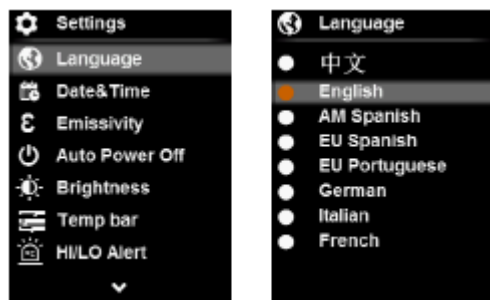 Settings
Language
Date&Time
Emissivity
Auto Power Off
Brightness
Temp bar
HI/LO Alert
Language
中文
English
AM Spanish
EU Spanish
EU Portuguese
German
Italian
French